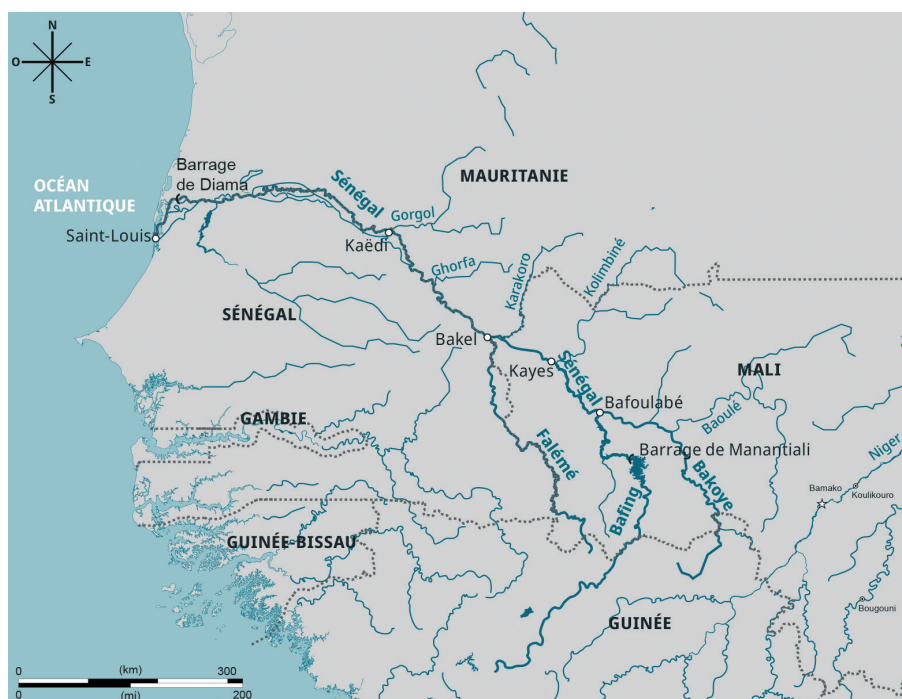 N
O
E
S
OCÉAN
ATLANTIQUE
Barrage
de Diama
Saint-Louis
Sénégal
MAURITANIE
Gorgol
Kaëdi
Ghorfa
Karakoro
Kolimbiné
SÉNÉGAL
Bakel
Kayes
Sénégal
MALI
Bafoulabé
Baoulé
GAMBIE
Falémé
Barrage de Manantiali
Bafing
Bakoye
Niger
Bamako
Koulikouro
GUINÉE-BISSAU
Bougouni
GUINÉE
0 (km) 300
0 (mi) 200